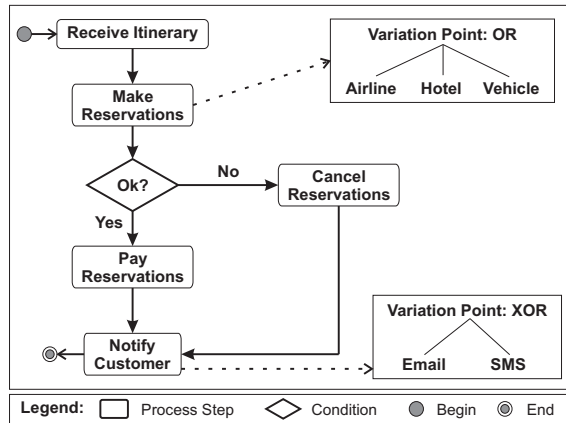 Receive Itinerary
Variation Point: OR
Airline Hotel Vehicle
Make
Reservations
Ok?
No
Cancel
Reservations
Yes
Pay
Reservations
Variation Point: XOR
Email SMS
Notify
Customer
Legend: Process Step Condition Begin End